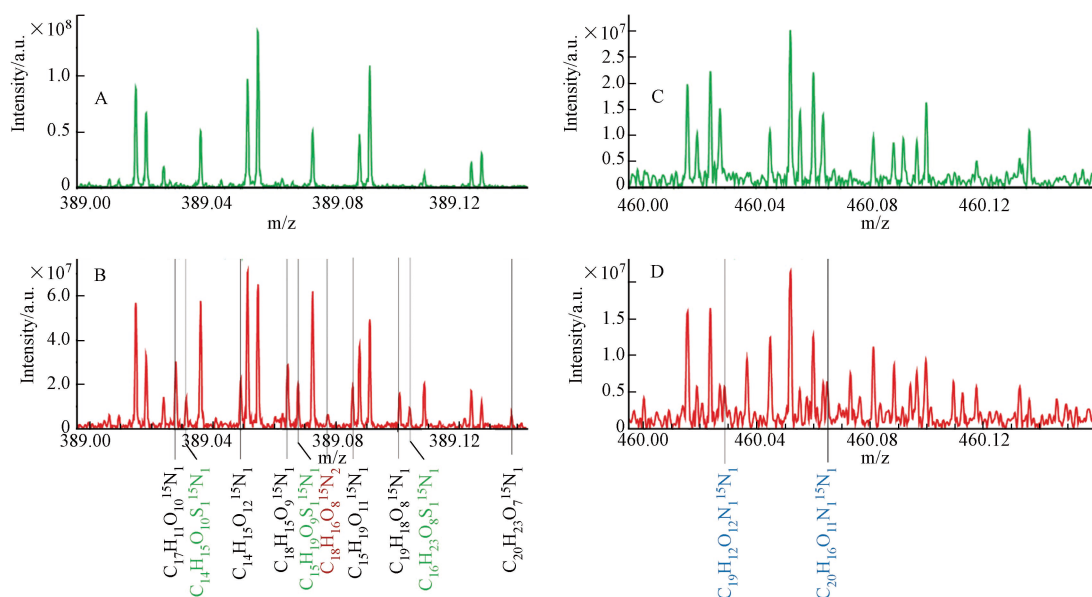 Intensity/a.u.
×10⁸
1.0
0.5
0
A
389.00
389.04
389.08
389.12
m/z
Intensity/a.u.
×10⁷
2.5
2.0
1.5
1.0
0.5
0
C
460.00
460.04
460.08
460.12
m/z
Intensity/a.u.
×10⁷
6.0
4.0
2.0
0
B
389.00
389.04
389.08
389.12
m/z
C₁₇H₁₁O₁₀¹⁵N₁
C₁₄H₁₅O₁₀S₁¹⁵N₁
C₁₄H₁₅O₁₂¹⁵N₁
C₁₈H₁₅O₉¹⁵N₁
C₁₅H₁₉O₉S₁¹⁵N₁
C₁₈H₁₆O₈¹⁵N₂
C₁₅H₁₉O₁₁¹⁵N₁
C₁₉H₁₈O₈¹⁵N₁
C₁₆H₂₃O₈S₁¹⁵N₁
C₂₀H₂₃O₇¹⁵N₁
Intensity/a.u.
×10⁷
2.0
1.5
1.0
0.5
0
D
460.00
460.04
460.08
460.12
m/z
C₁₉H₁₂O₁₂N₁¹⁵N₁
C₂₀H₁₆O₁₁N₁¹⁵N₁